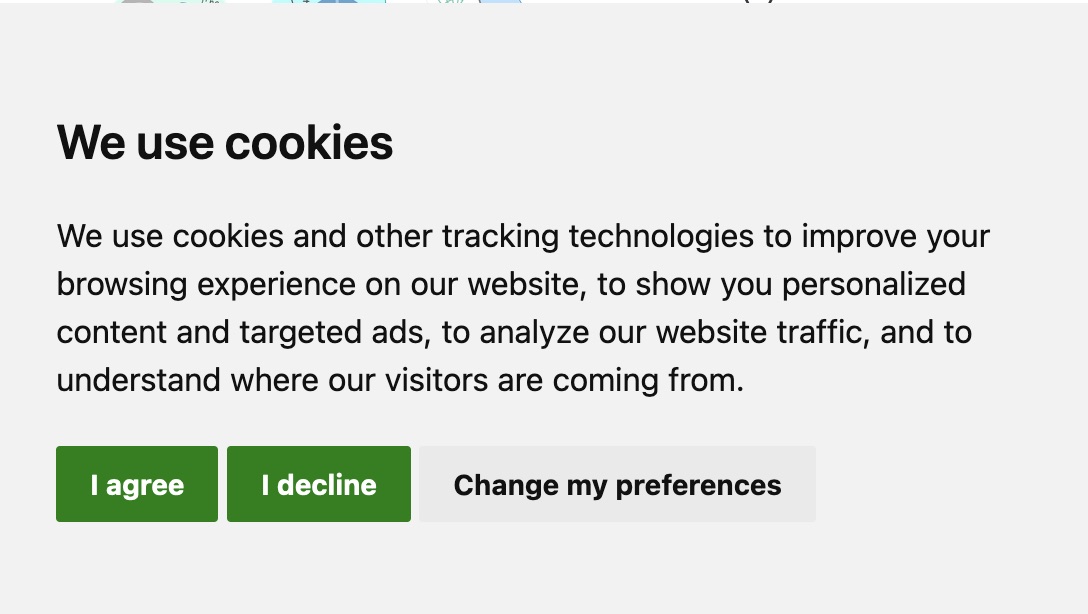 We use cookies
We use cookies and other tracking technologies to improve your
browsing experience on our website, to show you personalized
content and targeted ads, to analyze our website traffic, and to
understand where our visitors are coming from.
I agree
I decline
Change my preferences